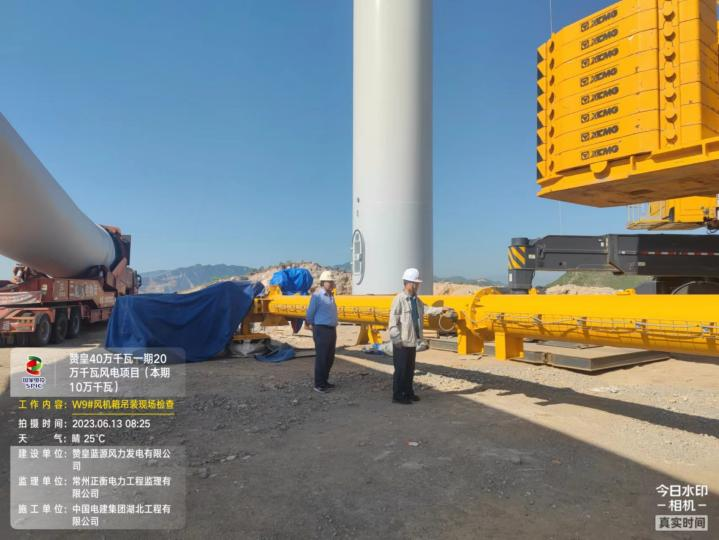 XCMG
XCMG
XCMG
XCMG
XCMG
XCMG
XCMG
XCMG
国家电投
SPIC
赞皇40万千瓦一期20
万千瓦风电项目（本期
10万千瓦）
工作内容：W9#风机箱吊装现场检查
拍摄时间：2023.06.13 08:25
天 气：晴 25℃
建设单位：赞皇蓝源风力发电有限公
司
监理单位：常州正衡电力工程监理有
限公司
施工单位：中国电建集团湖北工程有
限公司
今日水印
-相机-
真实时间